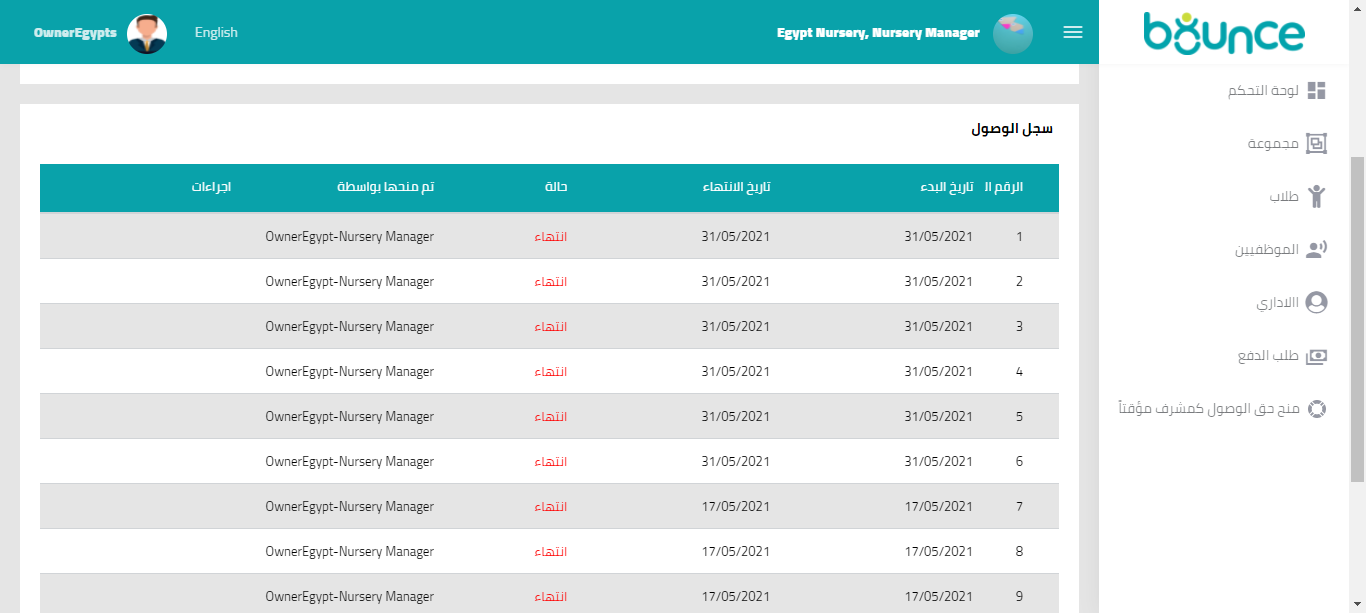 OwnerEgypts
English
Egypt Nursery, Nursery Manager
bounce
لوحة التحكم
مجموعة
طلاب
الموظفيين
االاداري
طلب الدفع
منح حق الوصول كمشرف مؤقتاً
سجل الوصول
الرقم ال تاريخ البدء تاريخ الانتهاء حالة تم منحها بواسطة اجراءات
1 31/05/2021 31/05/2021 انتهاء OwnerEgypt-Nursery Manager
2 31/05/2021 31/05/2021 انتهاء OwnerEgypt-Nursery Manager
3 31/05/2021 31/05/2021 انتهاء OwnerEgypt-Nursery Manager
4 31/05/2021 31/05/2021 انتهاء OwnerEgypt-Nursery Manager
5 31/05/2021 31/05/2021 انتهاء OwnerEgypt-Nursery Manager
6 31/05/2021 31/05/2021 انتهاء OwnerEgypt-Nursery Manager
7 17/05/2021 17/05/2021 انتهاء OwnerEgypt-Nursery Manager
8 17/05/2021 17/05/2021 انتهاء OwnerEgypt-Nursery Manager
9 17/05/2021 17/05/2021 انتهاء OwnerEgypt-Nursery Manager